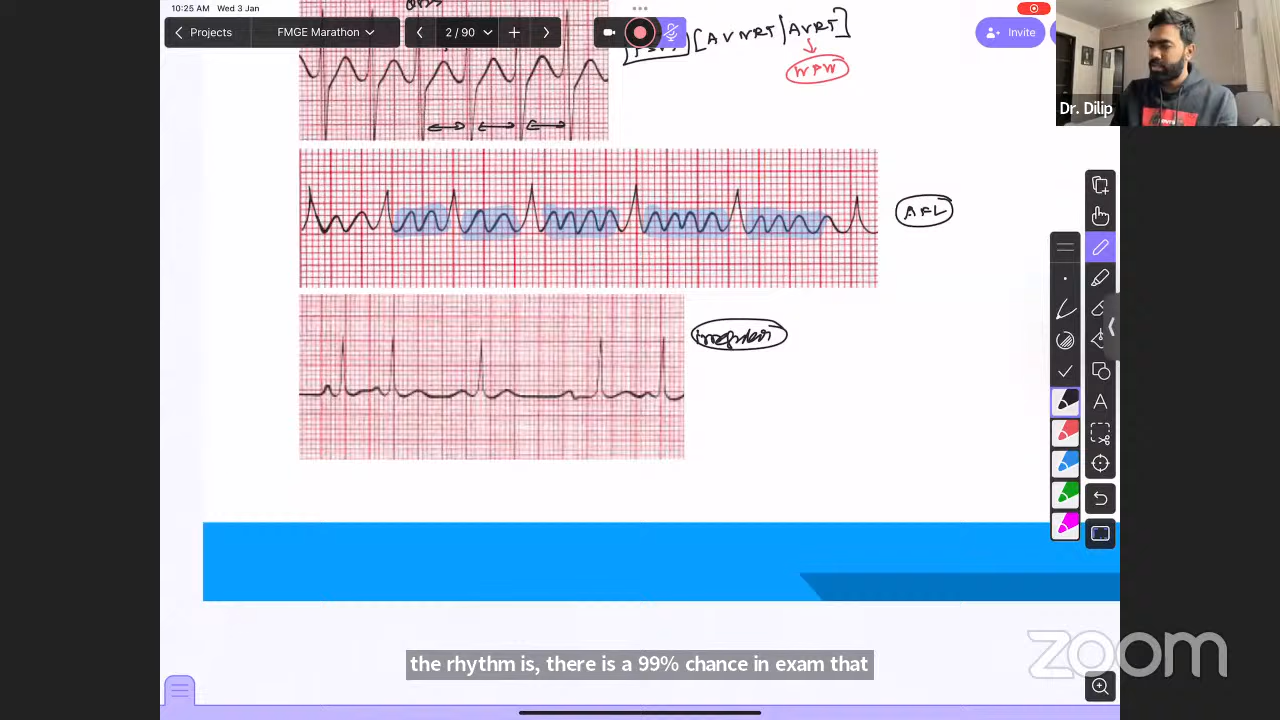 10:25 AM Wed 3 Jan
Projects
FMGE Marathon
2 / 90
Invite
[AVNRT | AVRT]
WPW
Dr. Dilip
AFL
irregular
A
the rhythm is, there is a 99% chance in exam that
zoom